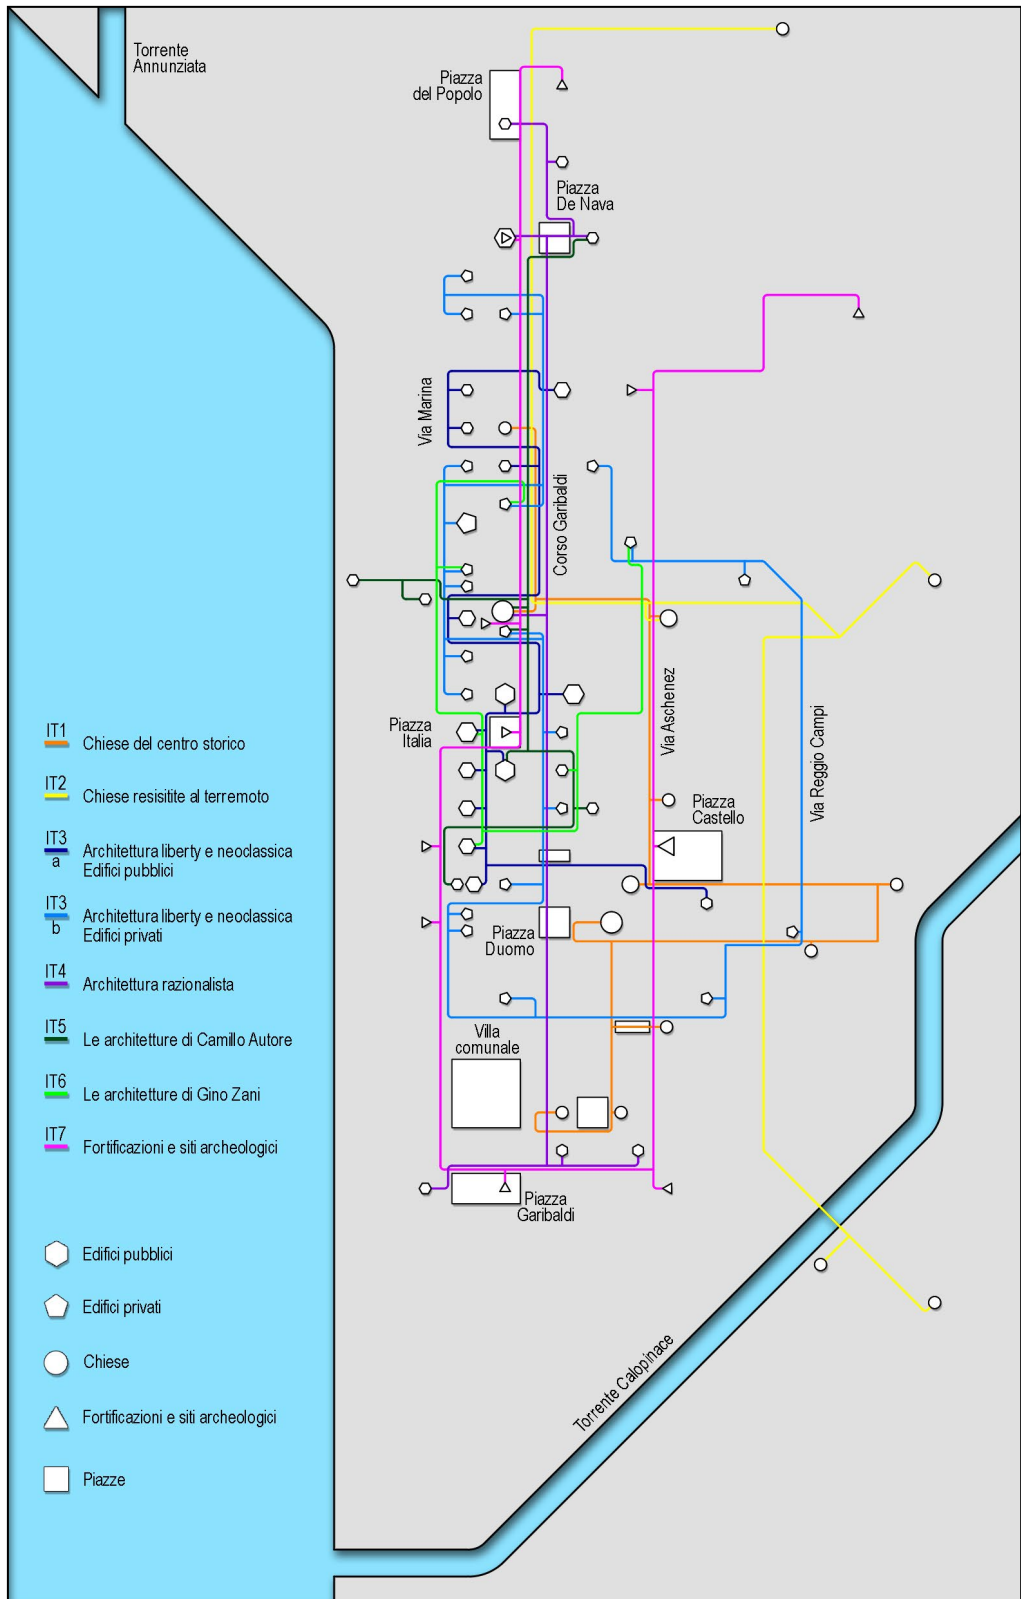 Torrente
Annunziata
Piazza
del Popolo
Piazza
De Nava
Via Marina
Corso Garibaldi
Via Aschenez
Via Reggio Campi
Piazza
Italia
Piazza
Castello
Piazza
Duomo
Villa
comunale
Piazza
Garibaldi
Torrente Calopinace
IT1
Chiese del centro storico
IT2
Chiese resisitite al terremoto
IT3
a
Architettura liberty e neoclassica
Edifici pubblici
IT3
b
Architettura liberty e neoclassica
Edifici privati
IT4
Architettura razionalista
IT5
Le architetture di Camillo Autore
IT6
Le architetture di Gino Zani
IT7
Fortificazioni e siti archeologici
Edifici pubblici
Edifici privati
Chiese
Fortificazioni e siti archeologici
Piazze